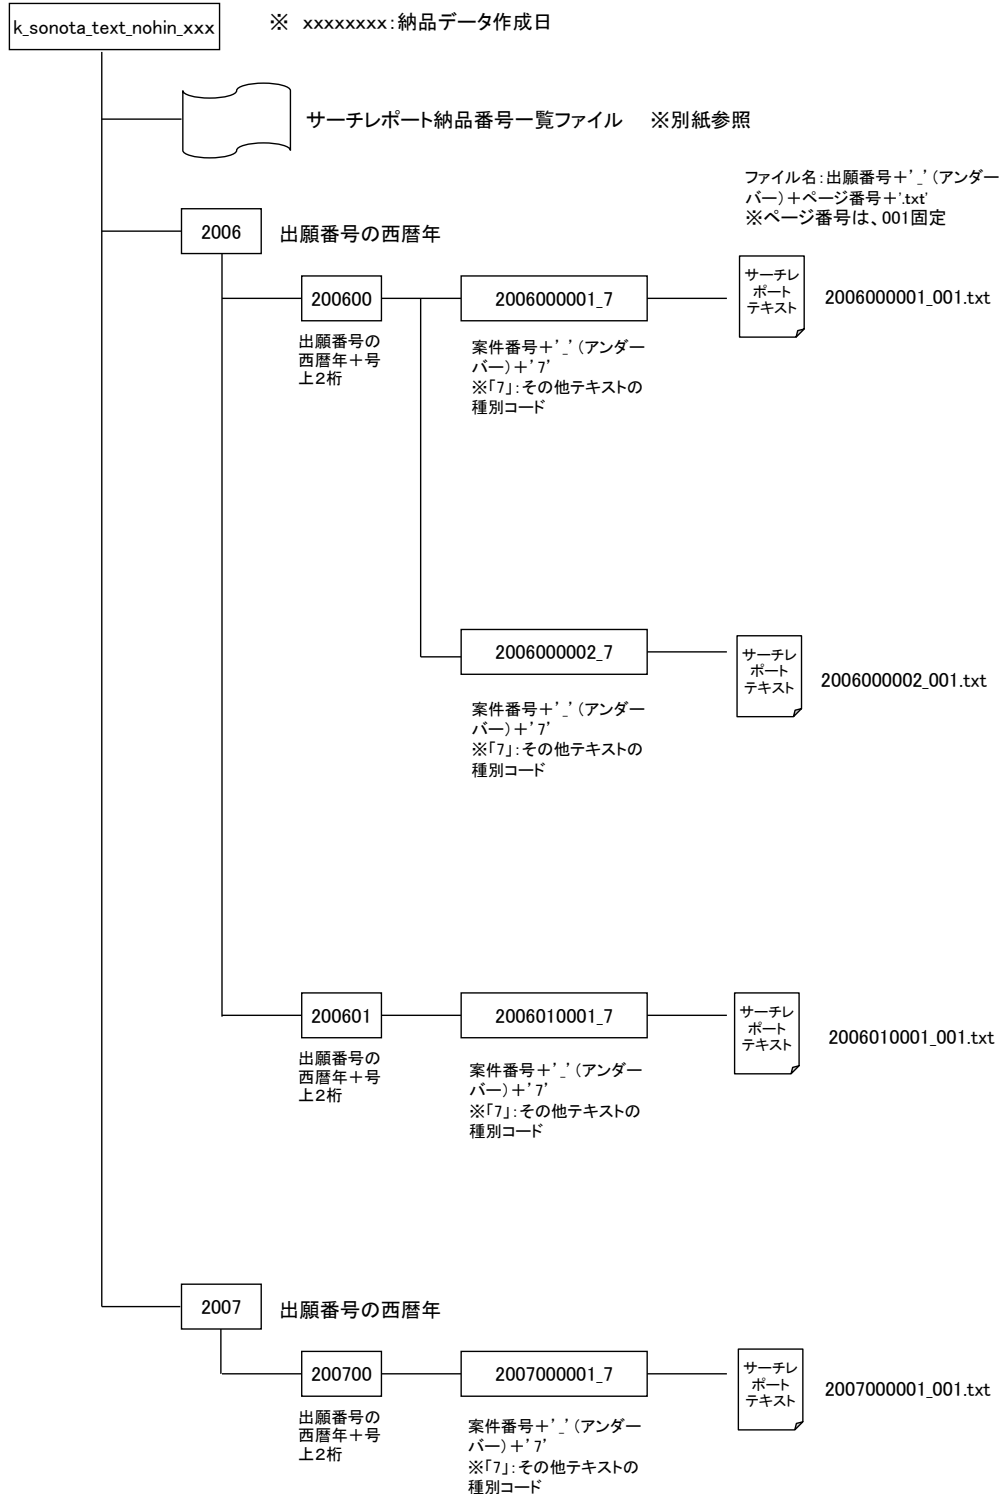 k_sonota_text_nohin_xxx
※ xxxxxxxx：納品データ作成日
サーチレポート納品番号一覧ファイル　※別紙参照
ファイル名：出願番号＋'_'（アンダー
バー）＋ページ番号＋'.txt'
※ページ番号は、001固定
2006
出願番号の西暦年
200600
2006000001_7
サーチレ
ポート
テキスト
2006000001_001.txt
出願番号の
西暦年＋号
上２桁
案件番号＋'_'（アンダー
バー）＋'7'
※「7」：その他テキストの
種別コード
2006000002_7
サーチレ
ポート
テキスト
2006000002_001.txt
案件番号＋'_'（アンダー
バー）＋'7'
※「7」：その他テキストの
種別コード
200601
2006010001_7
サーチレ
ポート
テキスト
2006010001_001.txt
出願番号の
西暦年＋号
上２桁
案件番号＋'_'（アンダー
バー）＋'7'
※「7」：その他テキストの
種別コード
2007
出願番号の西暦年
200700
2007000001_7
サーチレ
ポート
テキスト
2007000001_001.txt
出願番号の
西暦年＋号
上２桁
案件番号＋'_'（アンダー
バー）＋'7'
※「7」：その他テキストの
種別コード